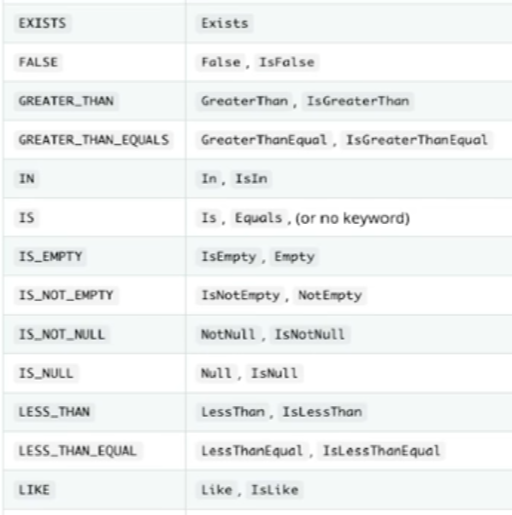 EXISTS Exists
FALSE False, IsFalse
GREATER_THAN GreaterThan, IsGreaterThan
GREATER_THAN_EQUALS GreaterThanEqual, IsGreaterThanEqual
IN In, IsIn
IS Is, Equals, (or no keyword)
IS_EMPTY IsEmpty, Empty
IS_NOT_EMPTY IsNotEmpty, NotEmpty
IS_NOT_NULL NotNull, IsNotNull
IS_NULL Null, IsNull
LESS_THAN LessThan, IsLessThan
LESS_THAN_EQUAL LessThanEqual, IsLessThanEqual
LIKE Like, IsLike